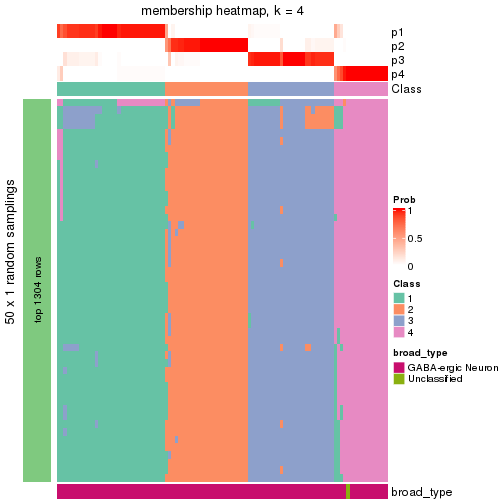 membership heatmap, k = 4
p1
p2
p3
p4
Class
50 x 1 random samplings
top 1304 rows
Prob
1
0.5
0
Class
1
2
3
4
broad_type
GABA-ergic Neuron
Unclassified
broad_type